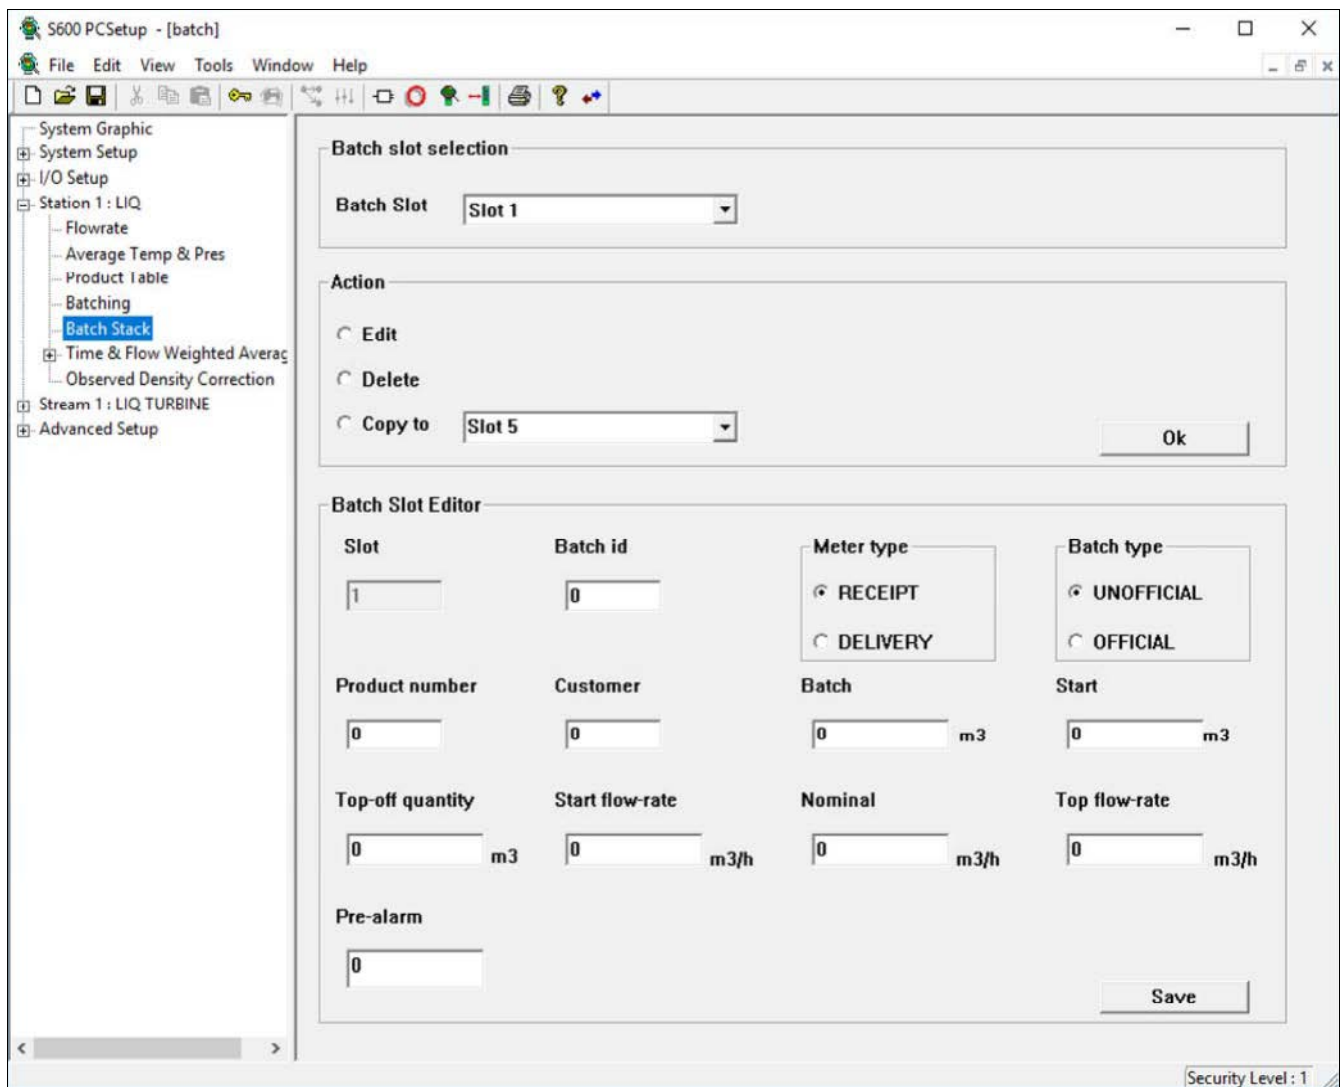 S600 PCSetup - [batch]
File Edit View Tools Window Help
System Graphic
System Setup
I/O Setup
Station 1 : LIQ
Flowrate
Average Temp & Pres
Product Table
Batching
Batch Stack
Time & Flow Weighted Averag
Observed Density Correction
Stream 1 : LIQ TURBINE
Advanced Setup
Batch slot selection
Batch Slot Slot 1
Action
Edit
Delete
Copy to Slot 5
Ok
Batch Slot Editor
Slot Batch id Meter type Batch type
1 0 RECEIPT UNOFFICIAL
DELIVERY OFFICIAL
Product number Customer Batch Start
0 0 0 m3 0 m3
Top-off quantity Start flow-rate Nominal Top flow-rate
0 m3 0 m3/h 0 m3/h 0 m3/h
Pre-alarm
0
Save
Security Level : 1